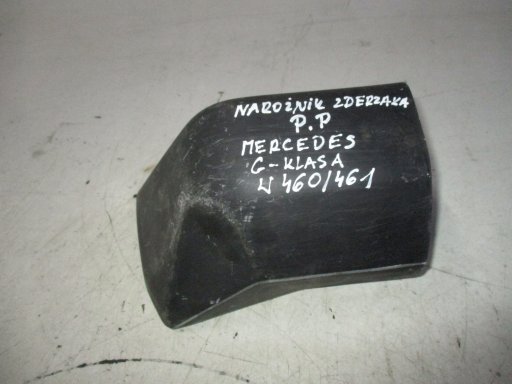 NAROŻNIK ZDERZAKA
P.P
MERCEDES
G-KLASA
W 460/461